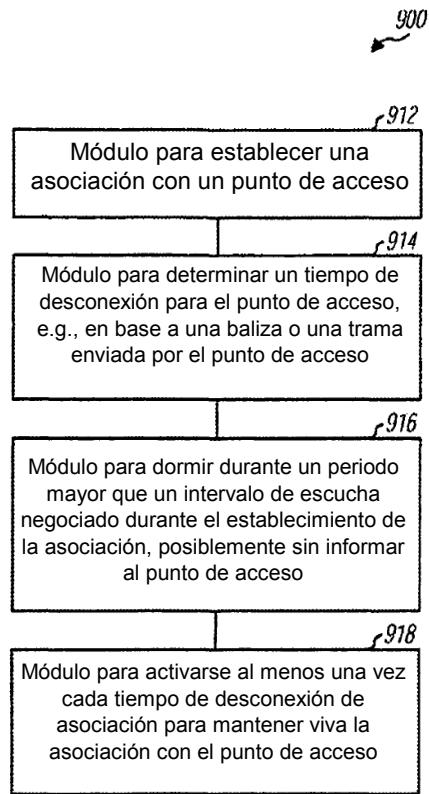 900
912
Módulo para establecer una
asociación con un punto de acceso
914
Módulo para determinar un tiempo de
desconexión para el punto de acceso,
e.g., en base a una baliza o una trama
enviada por el punto de acceso
916
Módulo para dormir durante un periodo
mayor que un intervalo de escucha
negociado durante el establecimiento de
la asociación, posiblemente sin informar
al punto de acceso
918
Módulo para activarse al menos una vez
cada tiempo de desconexión de
asociación para mantener viva la
asociación con el punto de acceso